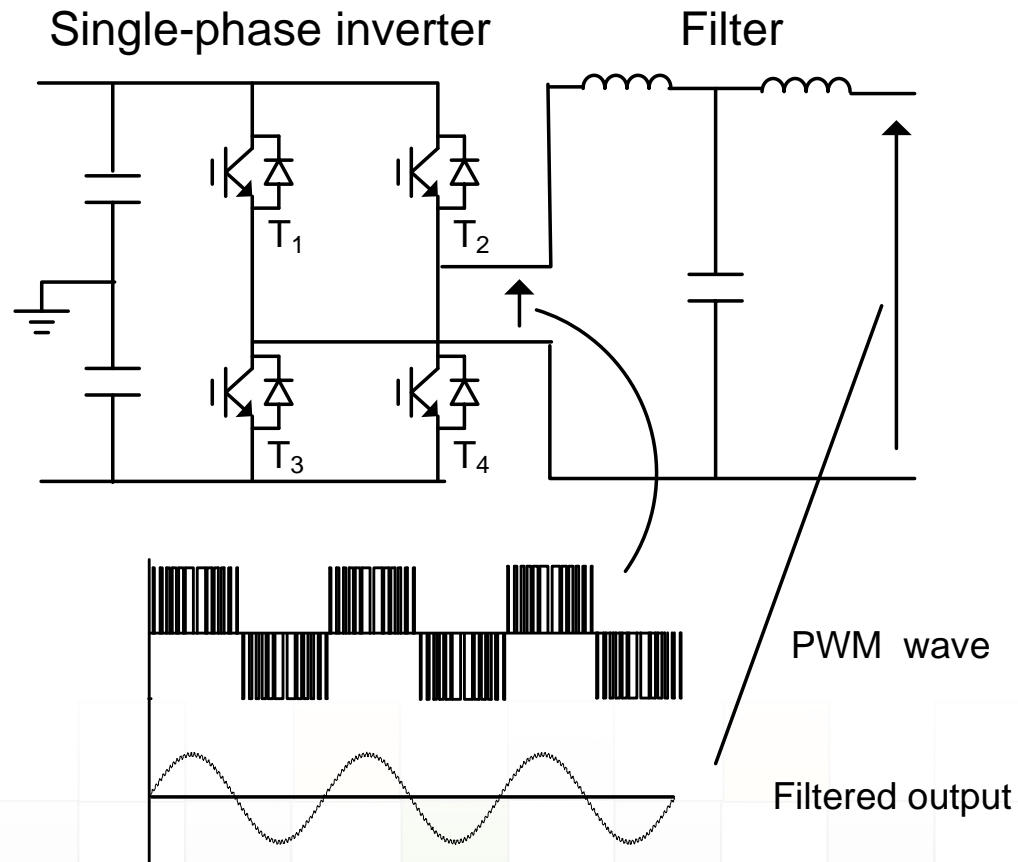 Single-phase inverter
Filter
T₁
T₂
T₃
T₄
PWM wave
Filtered output